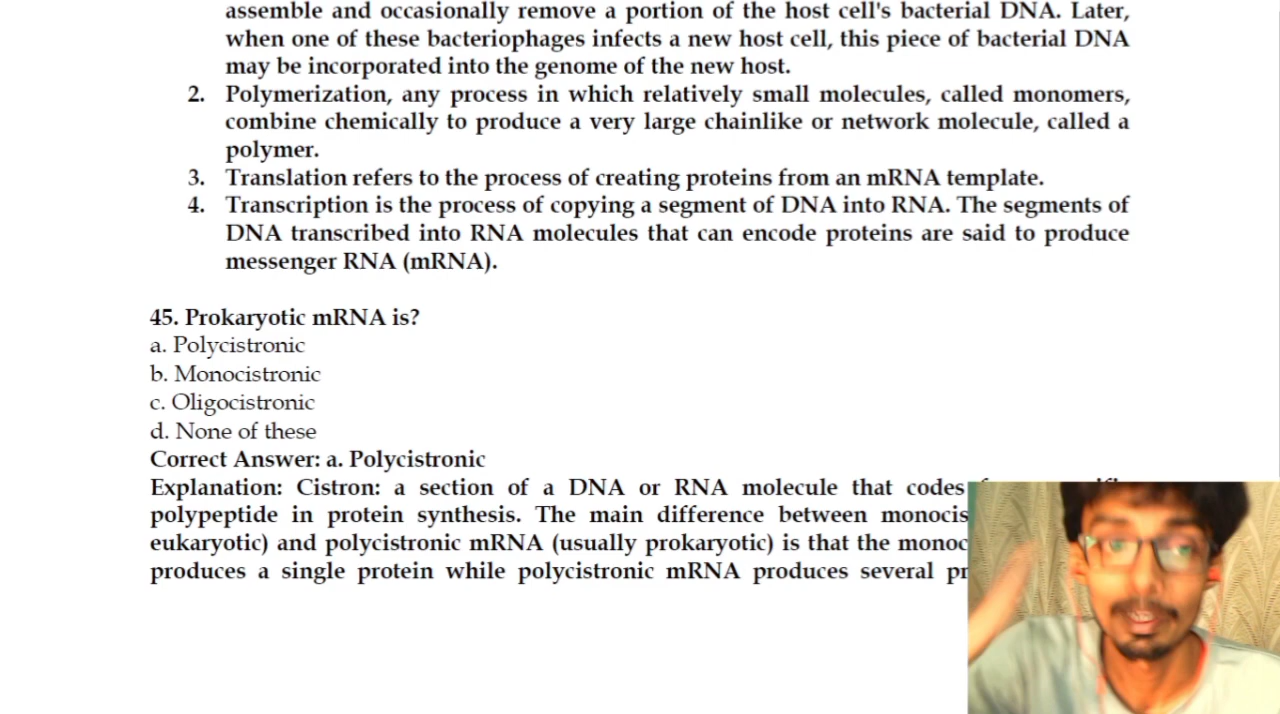 assemble and occasionally remove a portion of the host cell's bacterial DNA. Later,
when one of these bacteriophages infects a new host cell, this piece of bacterial DNA
may be incorporated into the genome of the new host.
2. Polymerization, any process in which relatively small molecules, called monomers,
combine chemically to produce a very large chainlike or network molecule, called a
polymer.
3. Translation refers to the process of creating proteins from an mRNA template.
4. Transcription is the process of copying a segment of DNA into RNA. The segments of
DNA transcribed into RNA molecules that can encode proteins are said to produce
messenger RNA (mRNA).
45. Prokaryotic mRNA is?
a. Polycistronic
b. Monocistronic
c. Oligocistronic
d. None of these
Correct Answer: a. Polycistronic
Explanation: Cistron: a section of a DNA or RNA molecule that codes
polypeptide in protein synthesis. The main difference between monocis
eukaryotic) and polycistronic mRNA (usually prokaryotic) is that the monoc
produces a single protein while polycistronic mRNA produces several pr